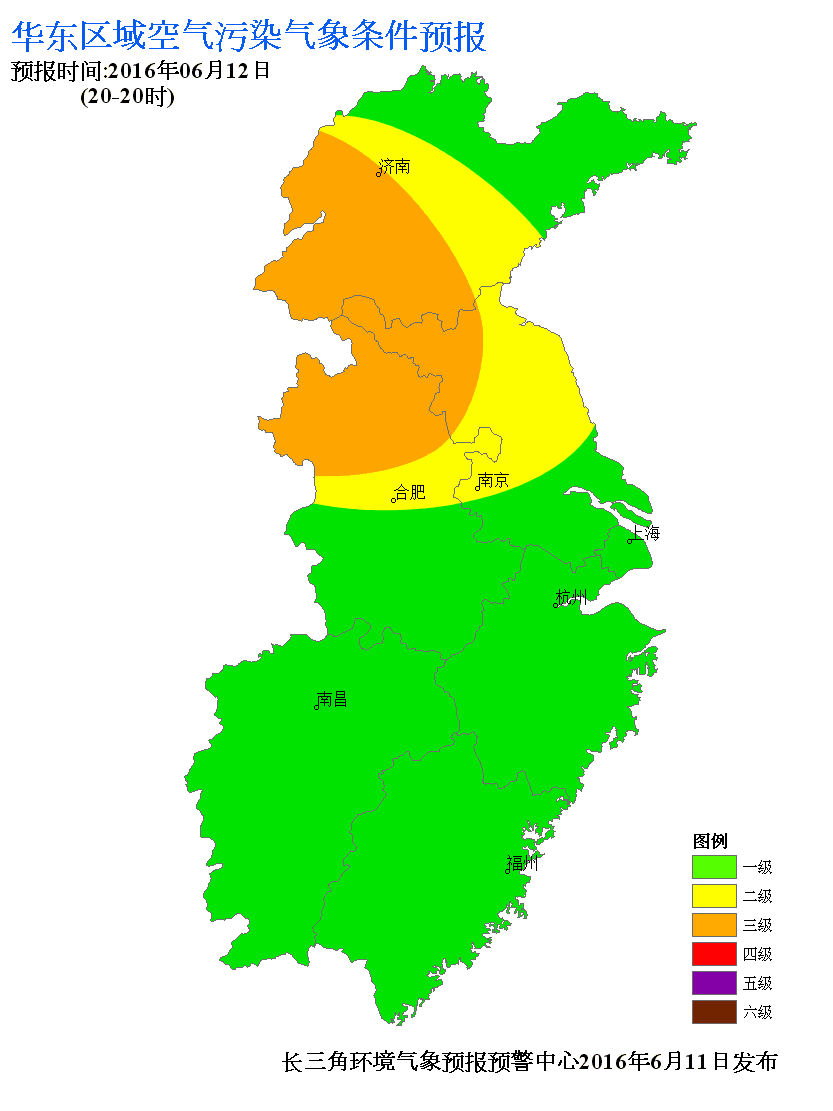 华东区域空气污染气象条件预报
预报时间:2016年06月12日
(20-20时)
济南
南京
合肥
上海
杭州
南昌
福州
图例
一级
二级
三级
四级
五级
六级
长三角环境气象预报预警中心2016年6月11日发布